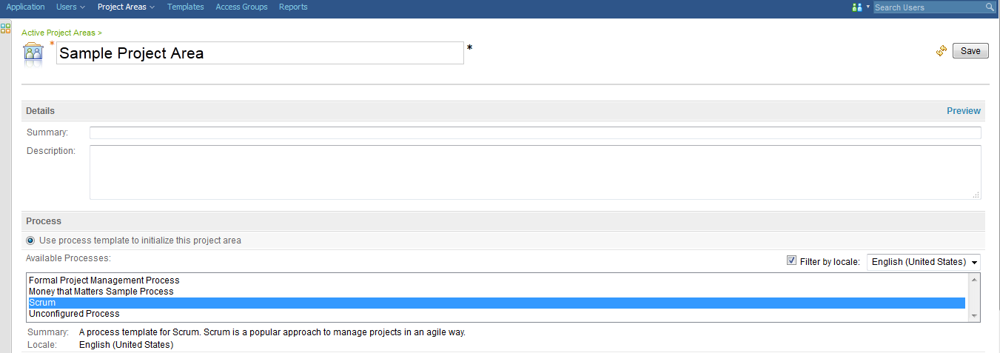 Application Users Project Areas Templates Access Groups Reports Search Users
Active Project Areas >
* Sample Project Area * Save
Details Preview
Summary:
Description:
Process
Use process template to initialize this project area
Available Processes: Filter by locale: English (United States)
Formal Project Management Process
Money that Matters Sample Process
Scrum
Unconfigured Process
Summary: A process template for Scrum. Scrum is a popular approach to manage projects in an agile way.
Locale: English (United States)